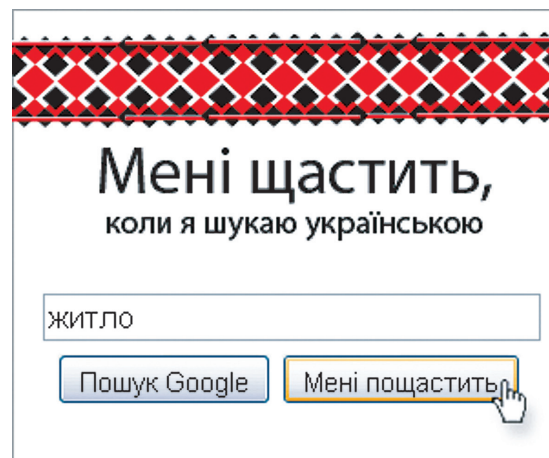 Мені щастить,
коли я шукаю українською
житло
Пошук Google
Мені пощастить